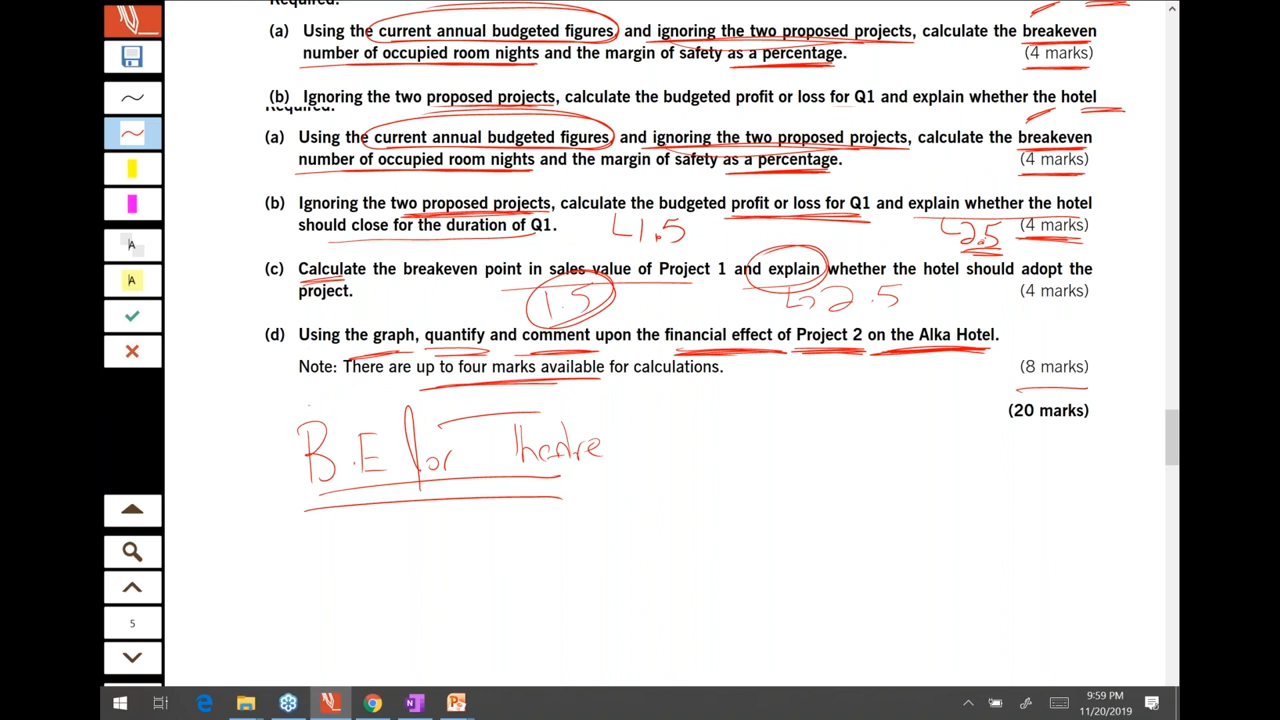 Required:
(a) Using the current annual budgeted figures and ignoring the two proposed projects, calculate the breakeven
number of occupied room nights and the margin of safety as a percentage. (4 marks)
(b) Ignoring the two proposed projects, calculate the budgeted profit or loss for Q1 and explain whether the hotel
Required:
(a) Using the current annual budgeted figures and ignoring the two proposed projects, calculate the breakeven
number of occupied room nights and the margin of safety as a percentage. (4 marks)
(b) Ignoring the two proposed projects, calculate the budgeted profit or loss for Q1 and explain whether the hotel
should close for the duration of Q1. (4 marks)
1.5 2.5
(c) Calculate the breakeven point in sales value of Project 1 and explain whether the hotel should adopt the
project. (4 marks)
1.5 2.5
(d) Using the graph, quantify and comment upon the financial effect of Project 2 on the Alka Hotel.
Note: There are up to four marks available for calculations. (8 marks)
(20 marks)
B.E for Theatre
A
A
5
9:59 PM
11/20/2019